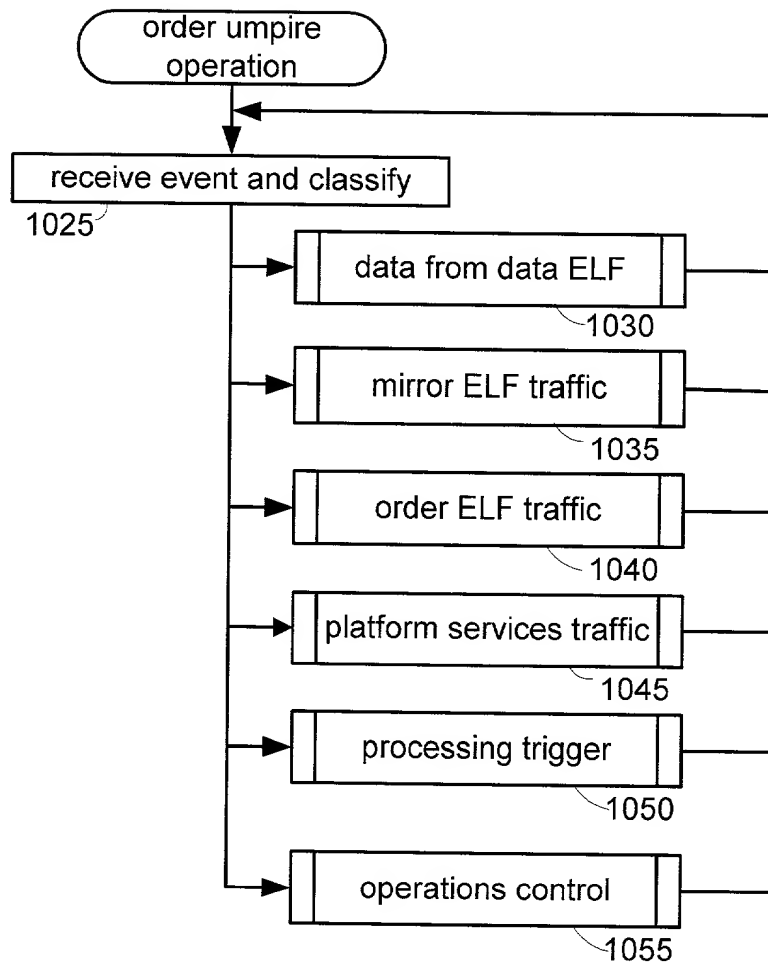 order umpire
operation
receive event and classify
1025
data from data ELF
1030
mirror ELF traffic
1035
order ELF traffic
1040
platform services traffic
1045
processing trigger
1050
operations control
1055